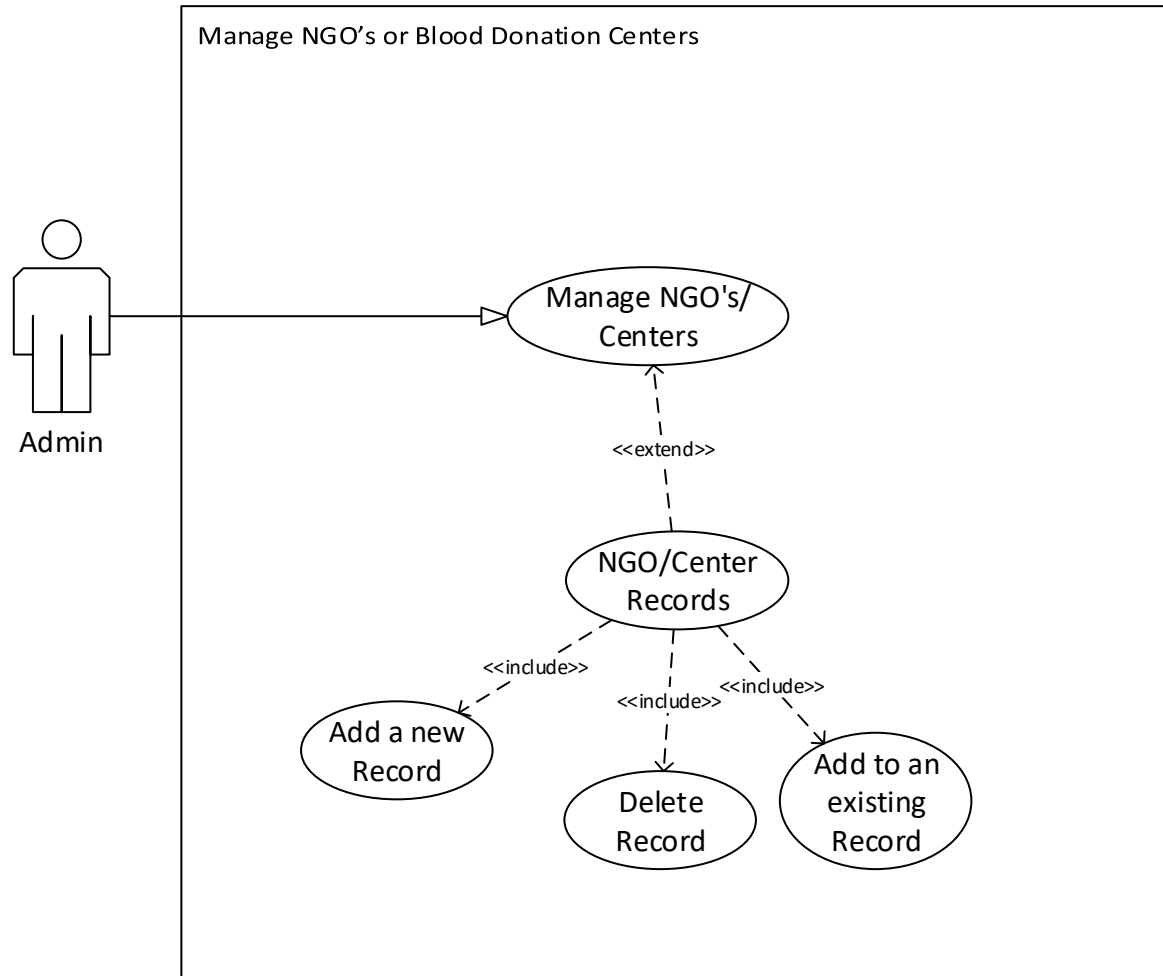 Manage NGO’s or Blood Donation Centers
Manage NGO's/
Centers
Admin
<<extend>>
NGO/Center
Records
<<include>>
<<include>>
<<include>>
Add a new
Record
Delete
Record
Add to an
existing
Record